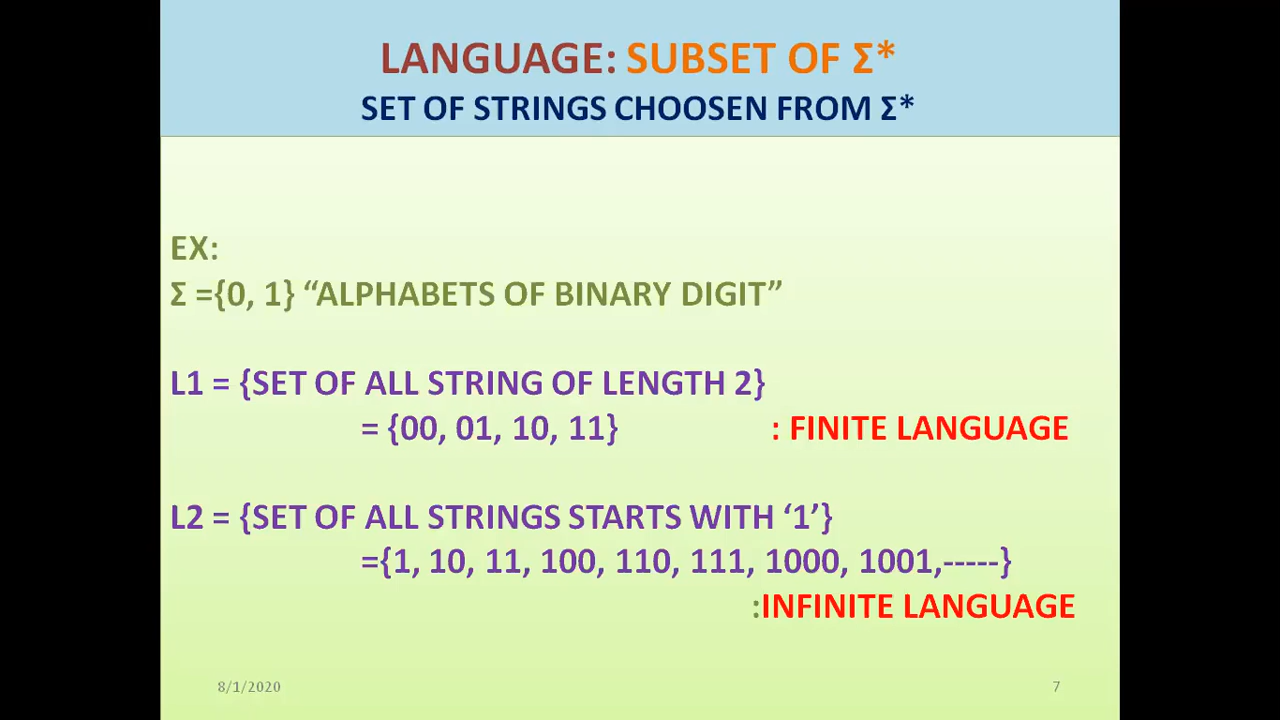 LANGUAGE: SUBSET OF Σ*
SET OF STRINGS CHOOSEN FROM Σ*
EX:
Σ ={0, 1} “ALPHABETS OF BINARY DIGIT”
L1 = {SET OF ALL STRING OF LENGTH 2}
= {00, 01, 10, 11} : FINITE LANGUAGE
L2 = {SET OF ALL STRINGS STARTS WITH ‘1’}
={1, 10, 11, 100, 110, 111, 1000, 1001,-----}
:INFINITE LANGUAGE
8/1/2020 7